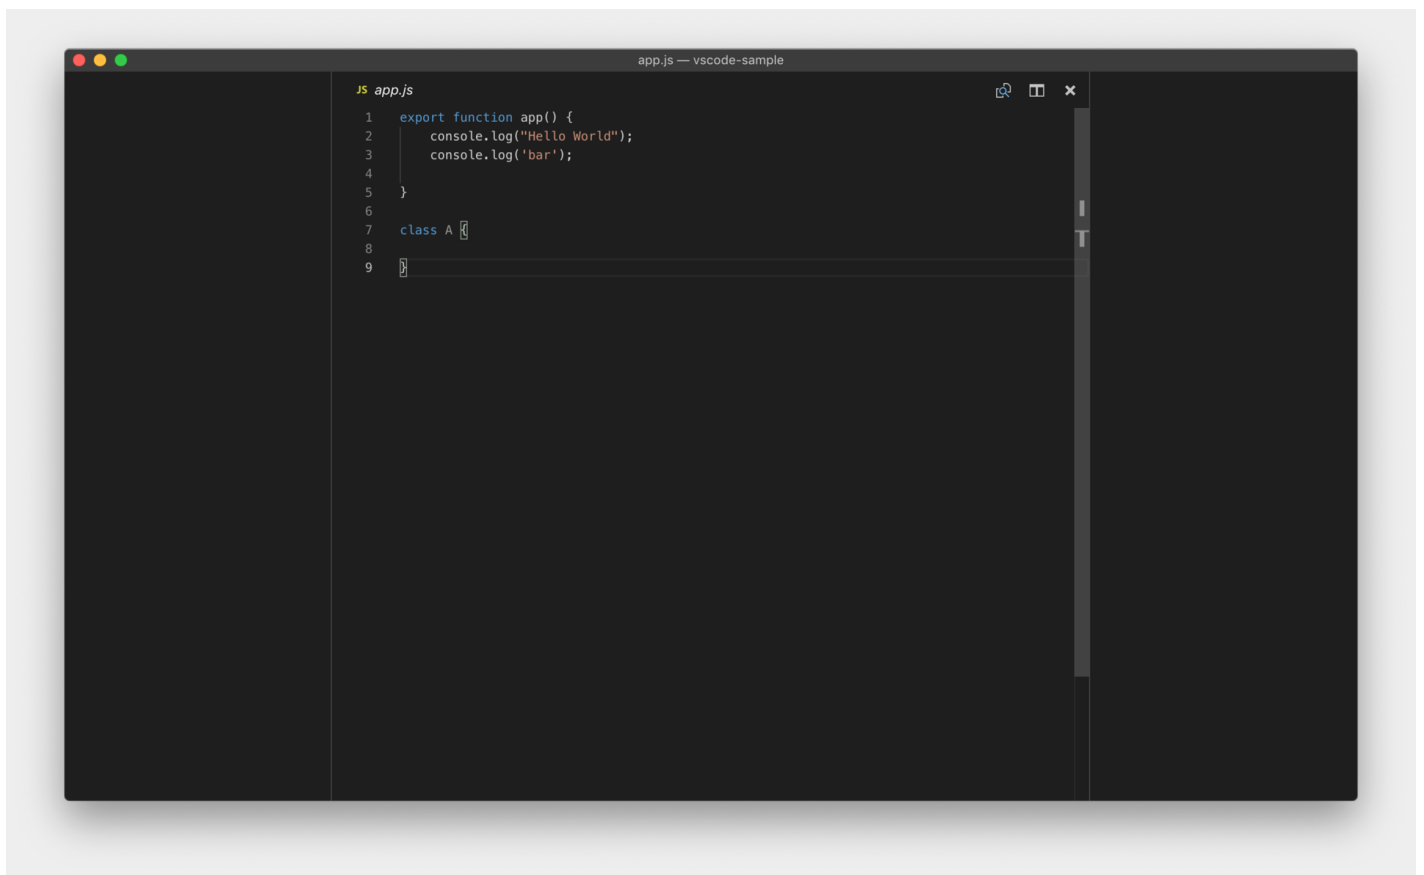 app.js — vscode-sample
JS app.js
1 export function app() {
2     console.log("Hello World");
3     console.log('bar');
4
5 }
6
7 class A {
8
9 }